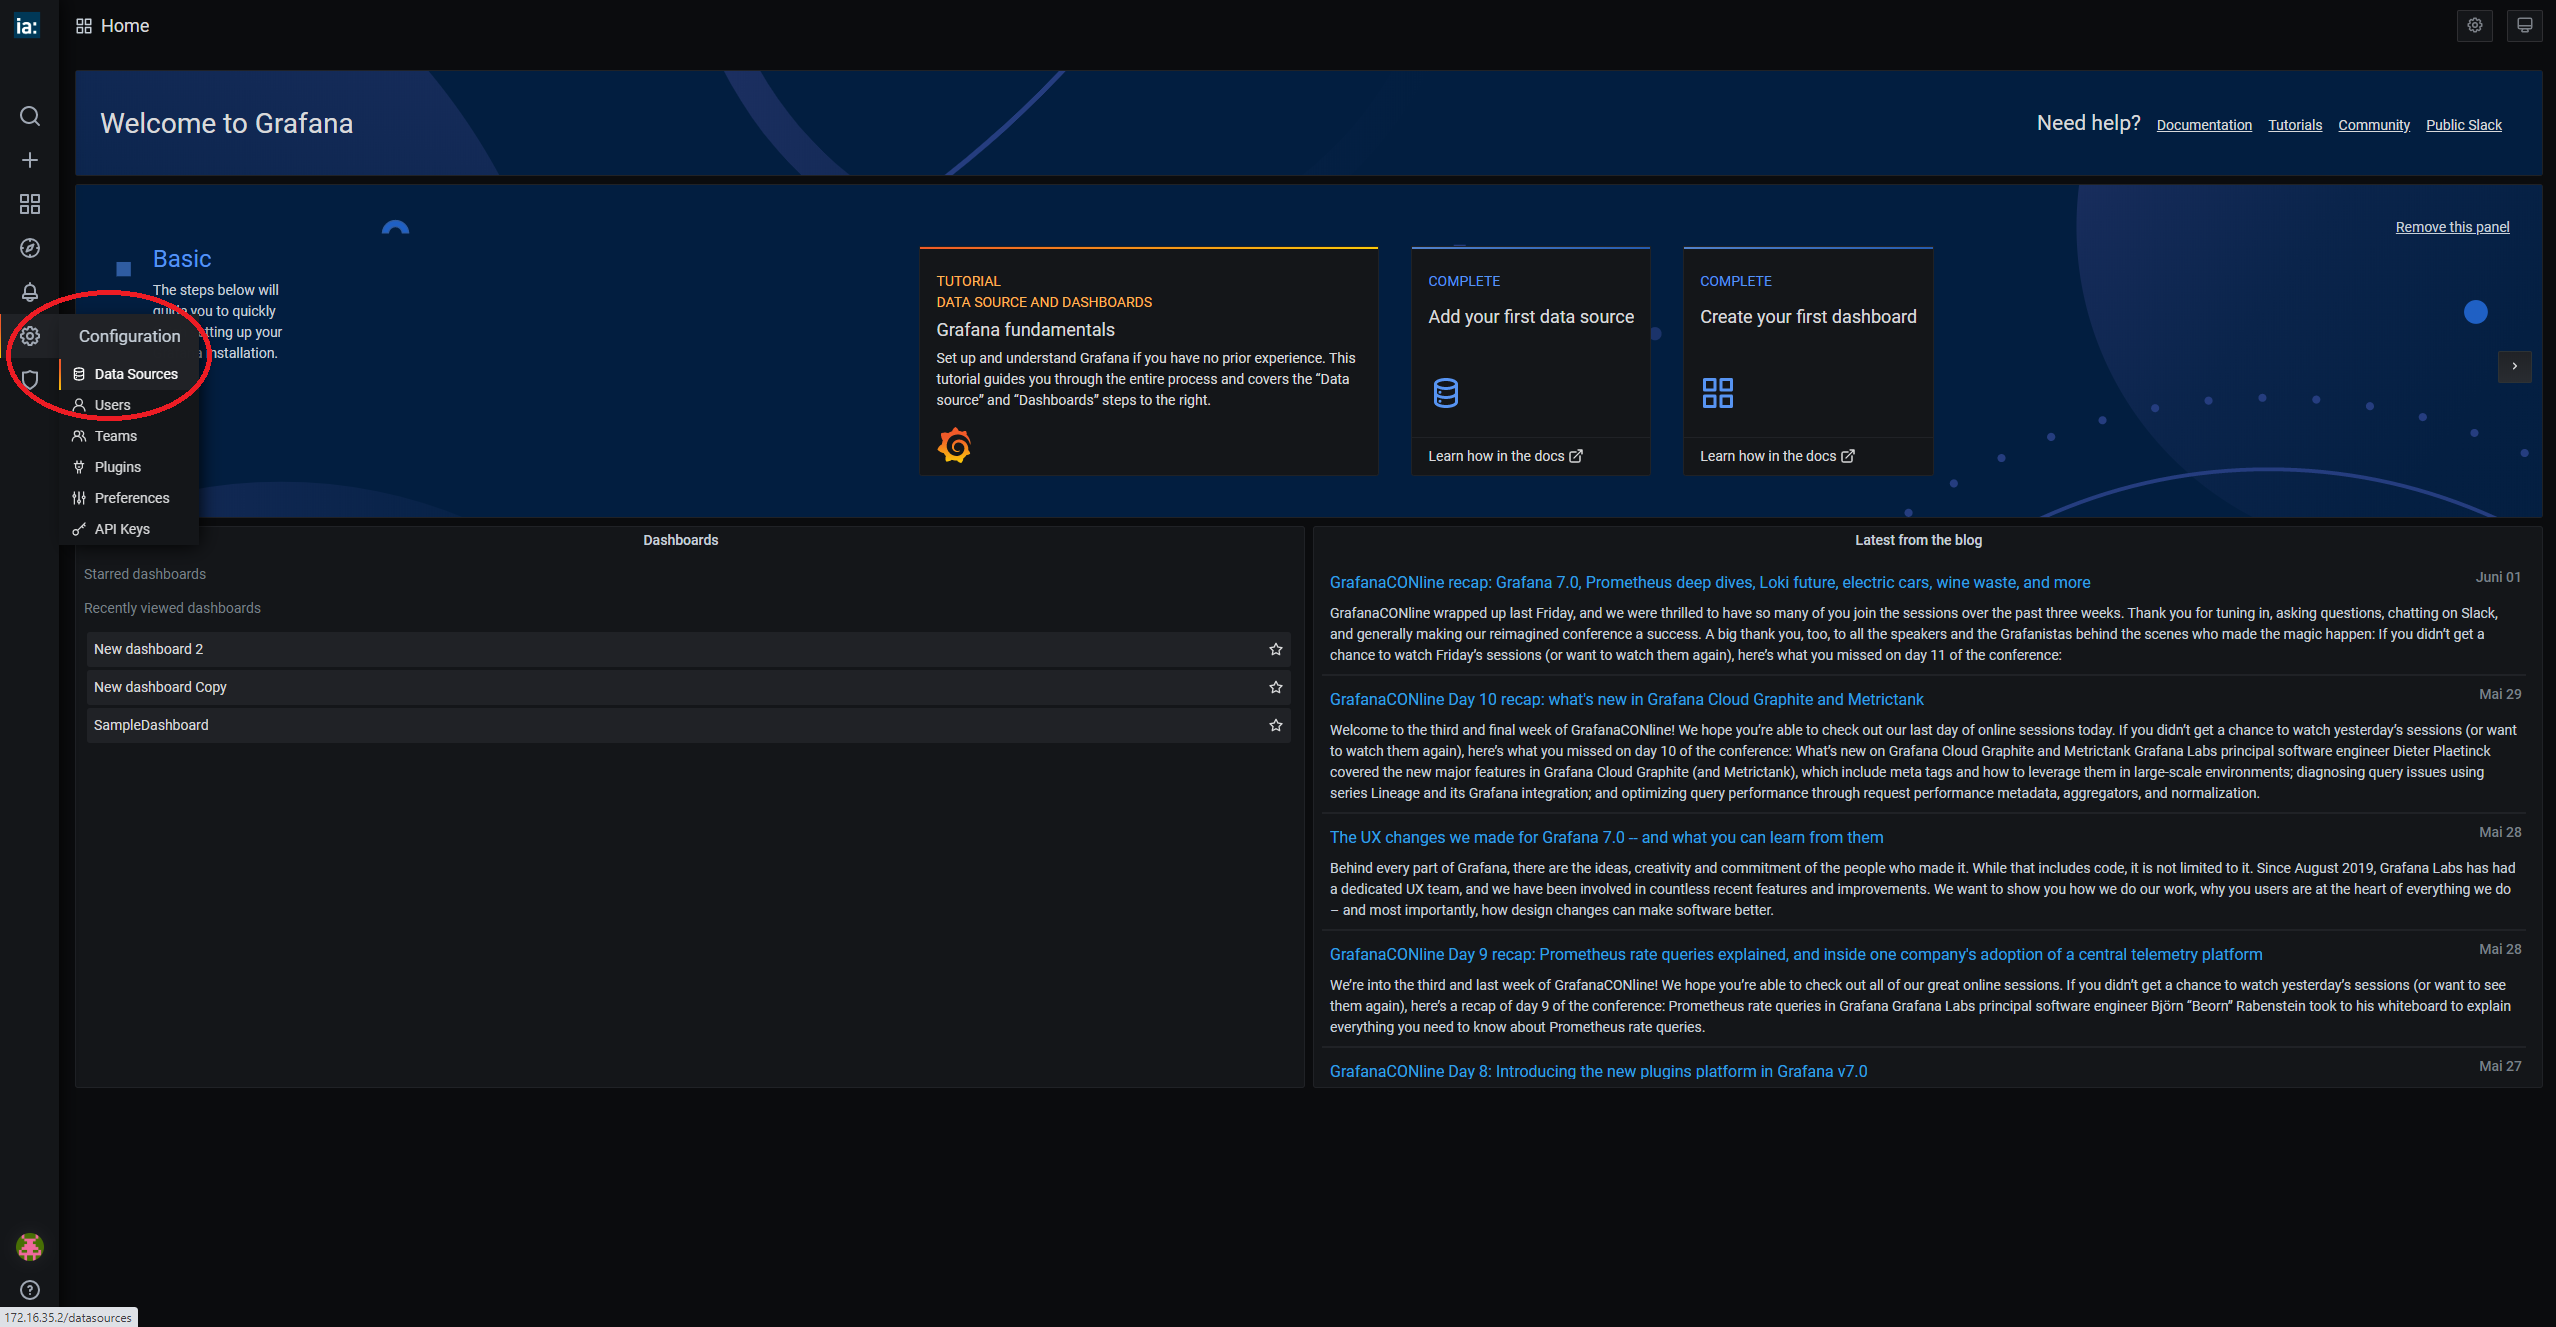 ia:
Home
Welcome to Grafana
Need help?
Documentation
Tutorials
Community
Public Slack
Remove this panel
Basic
The steps below will
guide you to quickly
tting up your
nstallation.
Configuration
Data Sources
Users
Teams
Plugins
Preferences
API Keys
TUTORIAL
DATA SOURCE AND DASHBOARDS
Grafana fundamentals
Set up and understand Grafana if you have no prior experience. This
tutorial guides you through the entire process and covers the “Data
source” and “Dashboards” steps to the right.
COMPLETE
Add your first data source
Learn how in the docs
COMPLETE
Create your first dashboard
Learn how in the docs
Dashboards
Starred dashboards
Recently viewed dashboards
New dashboard 2
New dashboard Copy
SampleDashboard
Latest from the blog
GrafanaCONline recap: Grafana 7.0, Prometheus deep dives, Loki future, electric cars, wine waste, and more
Juni 01
GrafanaCONline wrapped up last Friday, and we were thrilled to have so many of you join the sessions over the past three weeks. Thank you for tuning in, asking questions, chatting on Slack,
and generally making our reimagined conference a success. A big thank you, too, to all the speakers and the Grafanistas behind the scenes who made the magic happen: If you didn’t get a
chance to watch Friday’s sessions (or want to watch them again), here’s what you missed on day 11 of the conference:
GrafanaCONline Day 10 recap: what's new in Grafana Cloud Graphite and Metrictank
Mai 29
Welcome to the third and final week of GrafanaCONline! We hope you’re able to check out our last day of online sessions today. If you didn’t get a chance to watch yesterday’s sessions (or want
to watch them again), here’s what you missed on day 10 of the conference: What’s new on Grafana Cloud Graphite and Metrictank Grafana Labs principal software engineer Dieter Plaetinck
covered the new major features in Grafana Cloud Graphite (and Metrictank), which include meta tags and how to leverage them in large-scale environments; diagnosing query issues using
series Lineage and its Grafana integration; and optimizing query performance through request performance metadata, aggregators, and normalization.
The UX changes we made for Grafana 7.0 -- and what you can learn from them
Mai 28
Behind every part of Grafana, there are the ideas, creativity and commitment of the people who made it. While that includes code, it is not limited to it. Since August 2019, Grafana Labs has had
a dedicated UX team, and we have been involved in countless recent features and improvements. We want to show you how we do our work, why you users are at the heart of everything we do
– and most importantly, how design changes can make software better.
GrafanaCONline Day 9 recap: Prometheus rate queries explained, and inside one company's adoption of a central telemetry platform
Mai 28
We’re into the third and last week of GrafanaCONline! We hope you’re able to check out all of our great online sessions. If you didn’t get a chance to watch yesterday’s sessions (or want to see
them again), here’s a recap of day 9 of the conference: Prometheus rate queries in Grafana Grafana Labs principal software engineer Björn “Beorn” Rabenstein took to his whiteboard to explain
everything you need to know about Prometheus rate queries.
GrafanaCONline Day 8: Introducing the new plugins platform in Grafana v7.0
Mai 27
172.16.35.2/datasources